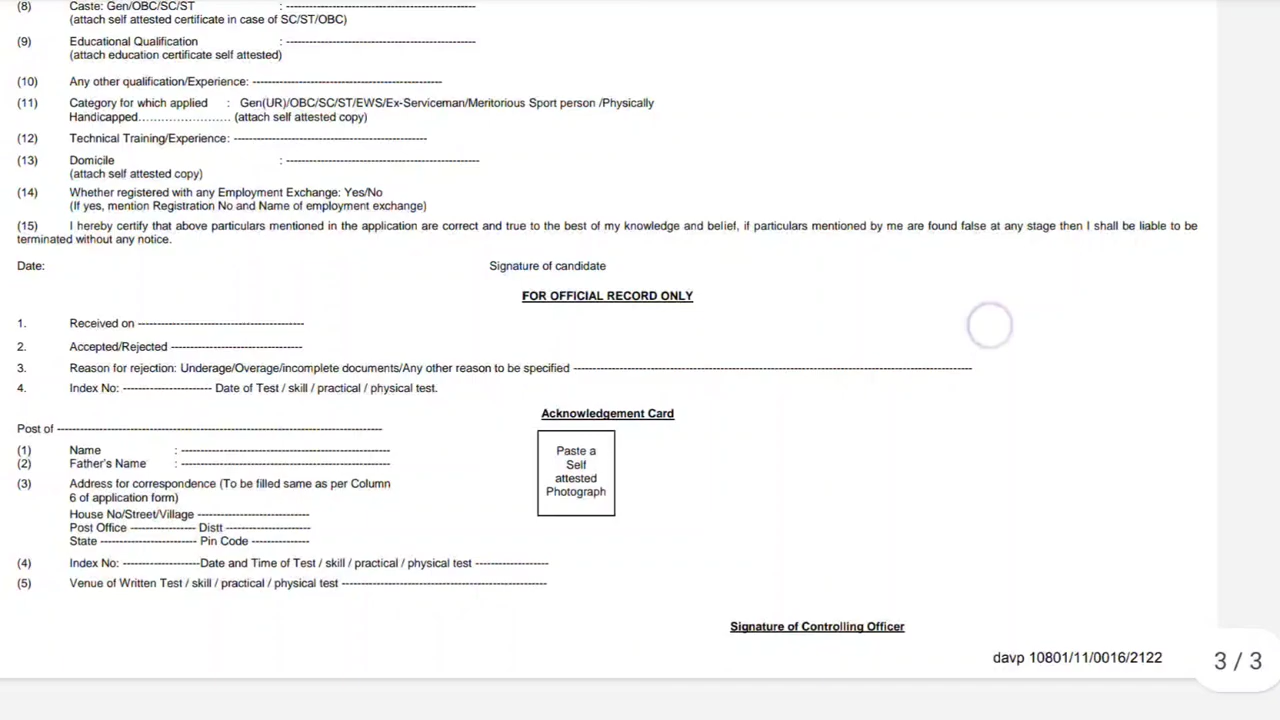 (8) Caste: Gen/OBC/SC/ST : ----------------------------------------
(attach self attested certificate in case of SC/ST/OBC)
(9) Educational Qualification : ----------------------------------------
(attach education certificate self attested)
(10) Any other qualification/Experience: ----------------------------------------
(11) Category for which applied : Gen(UR)/OBC/SC/ST/EWS/Ex-Serviceman/Meritorious Sport person /Physically
Handicapped…………………. (attach self attested copy)
(12) Technical Training/Experience: ----------------------------------------
(13) Domicile : ----------------------------------------
(attach self attested copy)
(14) Whether registered with any Employment Exchange: Yes/No
(If yes, mention Registration No and Name of employment exchange)
(15) I hereby certify that above particulars mentioned in the application are correct and true to the best of my knowledge and belief, if particulars mentioned by me are found false at any stage then I shall be liable to be
terminated without any notice.
Date: Signature of candidate
FOR OFFICIAL RECORD ONLY
1. Received on -----------------------------------
2. Accepted/Rejected ----------------------------
3. Reason for rejection: Underage/Overage/incomplete documents/Any other reason to be specified ------------------------------------------------------------------------------------
4. Index No: ------------------- Date of Test / skill / practical / physical test.
Acknowledgement Card
Post of --------------------------------------------------------------------
(1) Name : --------------------------------------------
(2) Father's Name : --------------------------------------------
(3) Address for correspondence (To be filled same as per Column
6 of application form)
House No/Street/Village ------------------------
Post Office -------------- Distt ------------------
State --------------------- Pin Code ------------
Paste a
Self
attested
Photograph
(4) Index No: ----------------Date and Time of Test / skill / practical / physical test ----------------
(5) Venue of Written Test / skill / practical / physical test -------------------------------------------
Signature of Controlling Officer
davp 10801/11/0016/2122
3 / 3